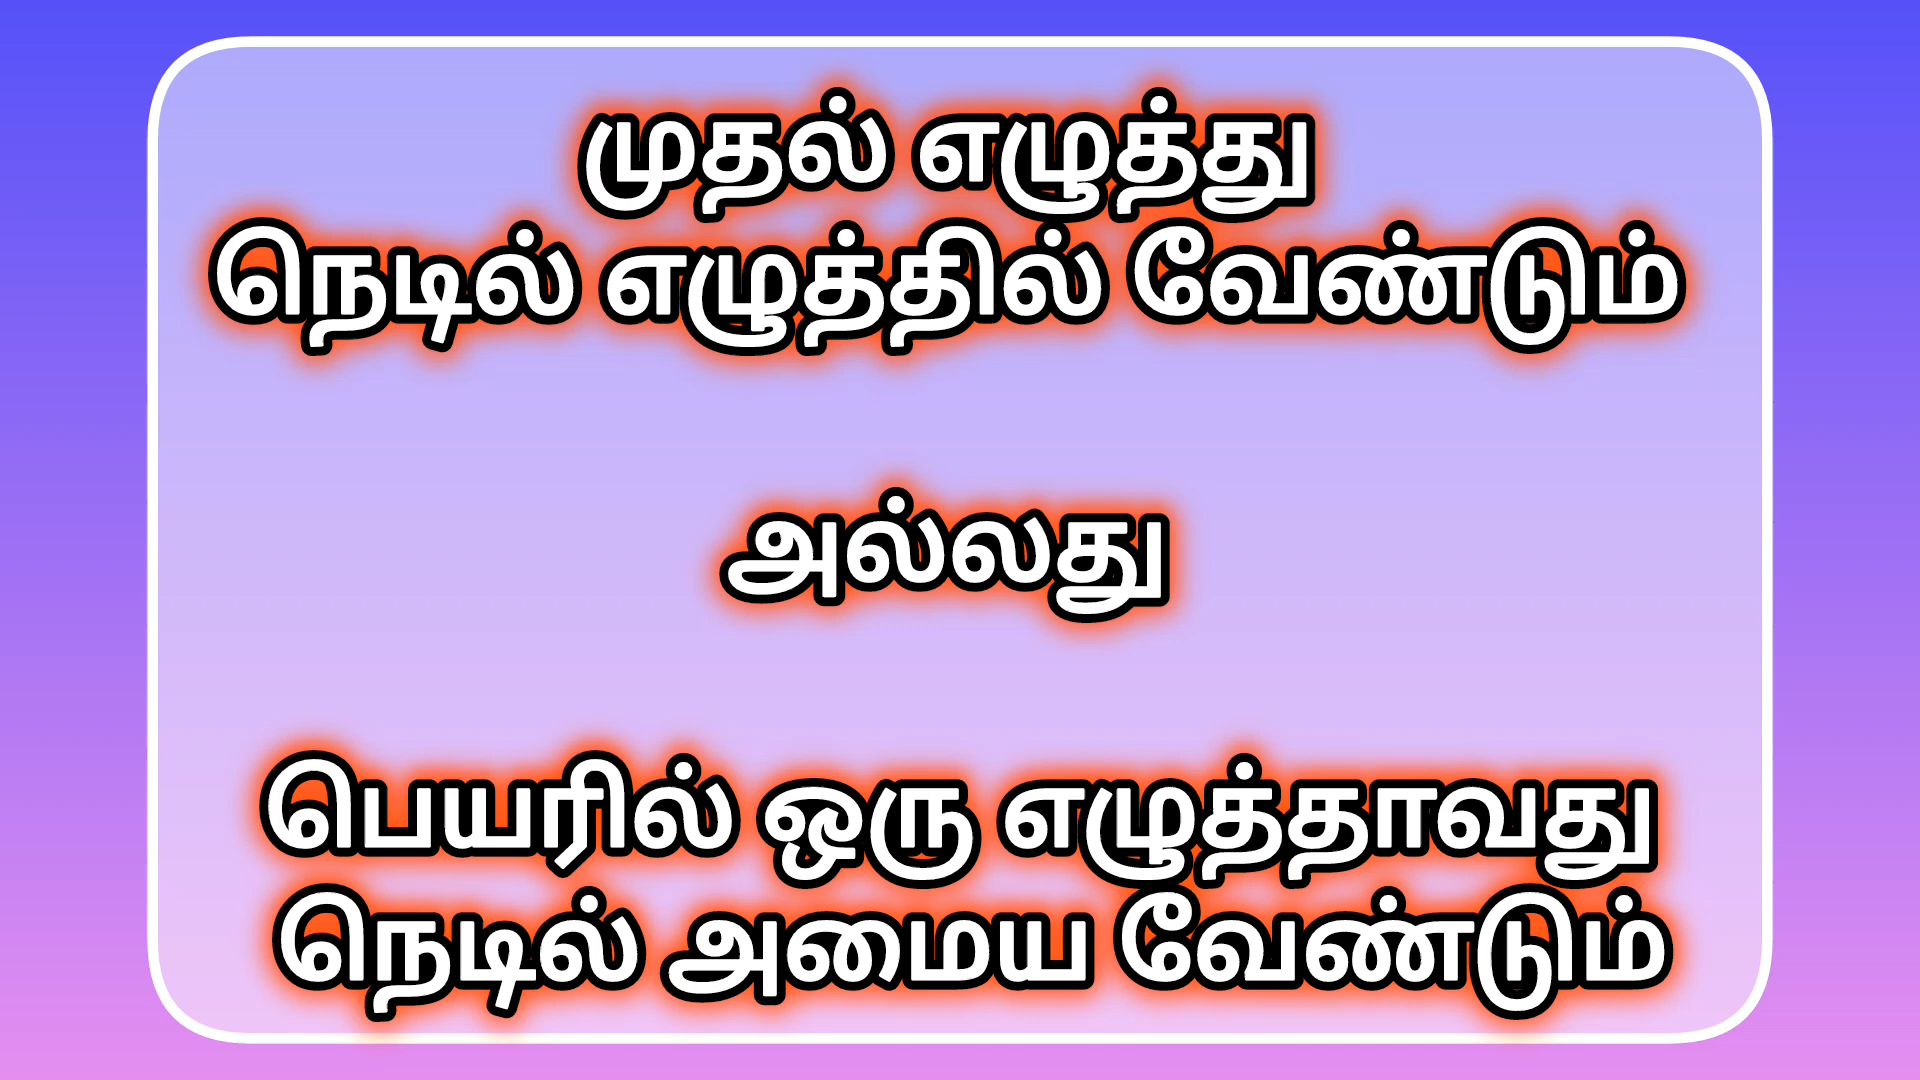 முதல் எழுத்து
நெடில் எழுத்தில் வேண்டும்
அல்லது
பெயரில் ஒரு எழுத்தாவது
நெடில் அமைய வேண்டும்